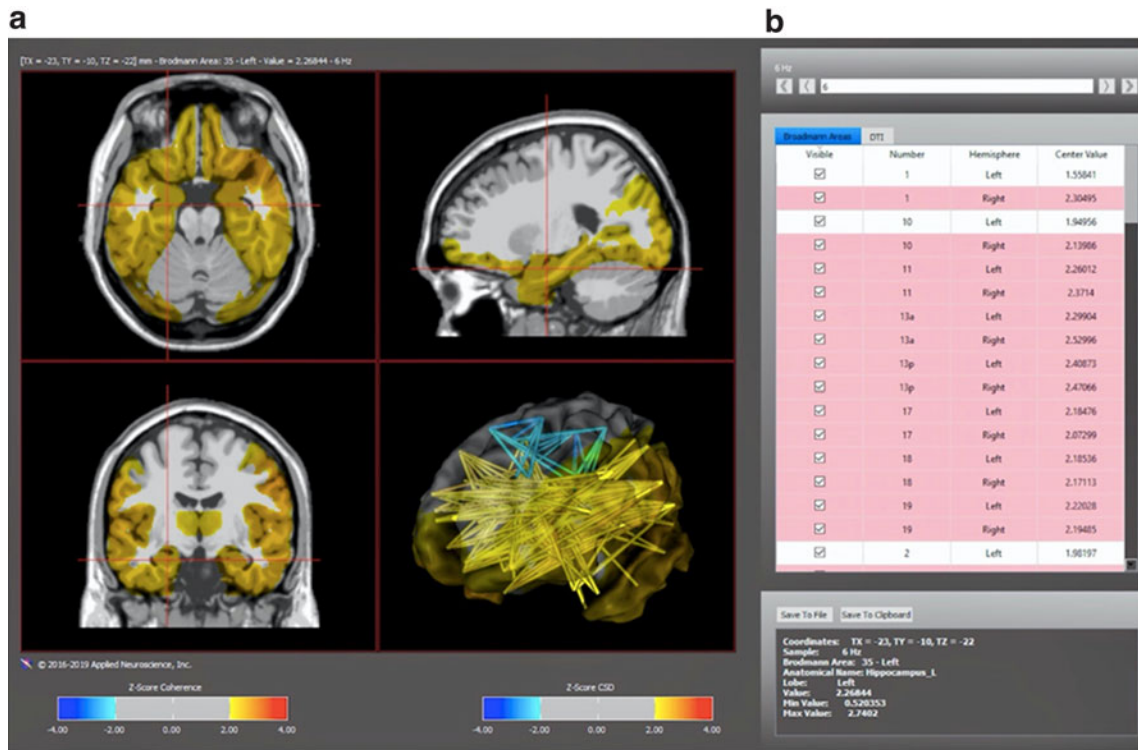 a
b
[TX = -23, TY = -10, TZ = -22] mm - Brodmann Area: 35 - Left - Value = 2.26844 - 6 Hz
© 2016-2019 Applied Neuroscience, Inc.
Z-Score Coherence
-4.00 -2.00 0.00 2.00 4.00
Z-Score CSD
-4.00 -2.00 0.00 2.00 4.00
6 Hz
6
Brodmann Areas DTI
Visible Number Hemisphere Center Value
1 Left 1.55841
1 Right 2.30495
10 Left 1.94956
10 Right 2.13986
11 Left 2.26012
11 Right 2.3714
13a Left 2.29904
13a Right 2.52996
13p Left 2.40873
13p Right 2.47066
17 Left 2.18476
17 Right 2.07299
18 Left 2.18536
18 Right 2.17113
19 Left 2.22028
19 Right 2.19485
2 Left 1.98197
Save To File Save To Clipboard
Coordinates: TX = -23, TY = -10, TZ = -22
Sample: 6 Hz
Brodmann Area: 35 - Left
Anatomical Name: Hippocampus_L
Lobe: Left
Value: 2.26844
Min Value: 0.520353
Max Value: 2.7402